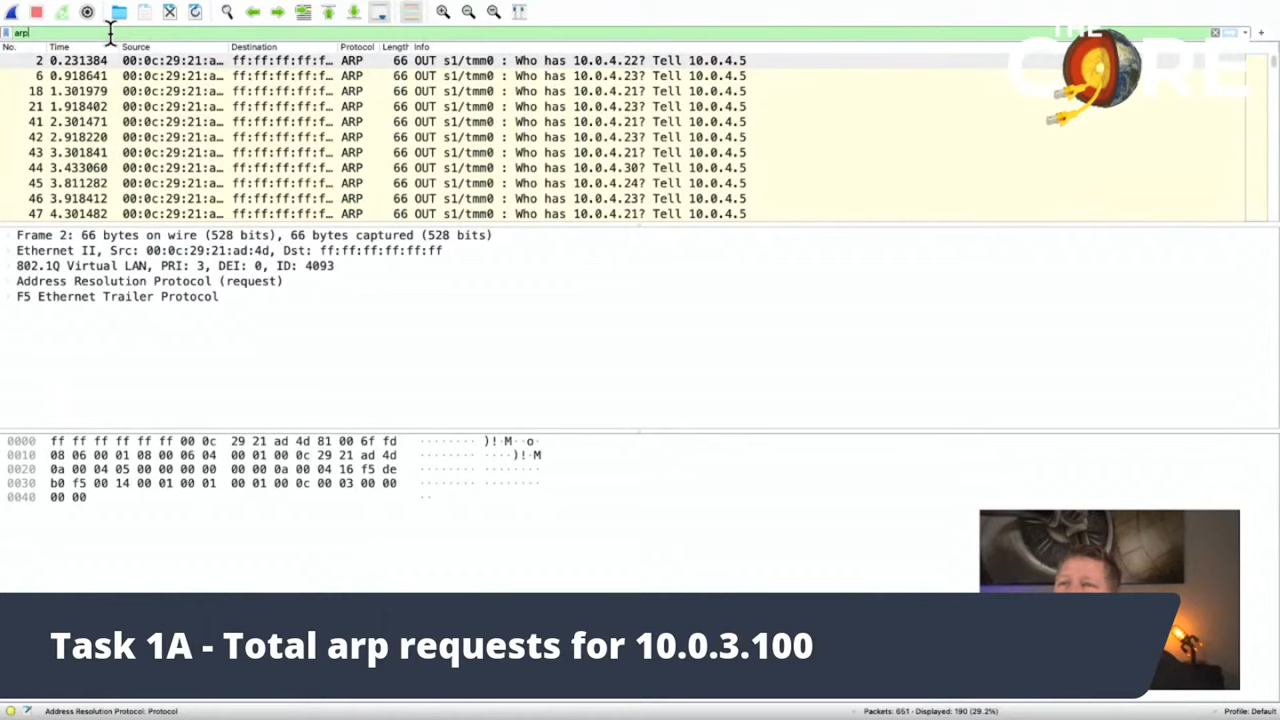 arp
THE
CORE
No. Time Source Destination Protocol Length Info
2 0.231384 00:0c:29:21:a… ff:ff:ff:ff:f… ARP 66 OUT s1/tmm0 : Who has 10.0.4.22? Tell 10.0.4.5
6 0.918641 00:0c:29:21:a… ff:ff:ff:ff:f… ARP 66 OUT s1/tmm0 : Who has 10.0.4.23? Tell 10.0.4.5
18 1.301979 00:0c:29:21:a… ff:ff:ff:ff:f… ARP 66 OUT s1/tmm0 : Who has 10.0.4.21? Tell 10.0.4.5
21 1.918402 00:0c:29:21:a… ff:ff:ff:ff:f… ARP 66 OUT s1/tmm0 : Who has 10.0.4.23? Tell 10.0.4.5
41 2.301471 00:0c:29:21:a… ff:ff:ff:ff:f… ARP 66 OUT s1/tmm0 : Who has 10.0.4.21? Tell 10.0.4.5
42 2.918220 00:0c:29:21:a… ff:ff:ff:ff:f… ARP 66 OUT s1/tmm0 : Who has 10.0.4.23? Tell 10.0.4.5
43 3.301841 00:0c:29:21:a… ff:ff:ff:ff:f… ARP 66 OUT s1/tmm0 : Who has 10.0.4.21? Tell 10.0.4.5
44 3.433060 00:0c:29:21:a… ff:ff:ff:ff:f… ARP 66 OUT s1/tmm0 : Who has 10.0.4.30? Tell 10.0.4.5
45 3.811282 00:0c:29:21:a… ff:ff:ff:ff:f… ARP 66 OUT s1/tmm0 : Who has 10.0.4.24? Tell 10.0.4.5
46 3.918412 00:0c:29:21:a… ff:ff:ff:ff:f… ARP 66 OUT s1/tmm0 : Who has 10.0.4.23? Tell 10.0.4.5
47 4.301482 00:0c:29:21:a… ff:ff:ff:ff:f… ARP 66 OUT s1/tmm0 : Who has 10.0.4.21? Tell 10.0.4.5
Frame 2: 66 bytes on wire (528 bits), 66 bytes captured (528 bits)
Ethernet II, Src: 00:0c:29:21:ad:4d, Dst: ff:ff:ff:ff:ff:ff
802.1Q Virtual LAN, PRI: 3, DEI: 0, ID: 4093
Address Resolution Protocol (request)
F5 Ethernet Trailer Protocol
0000 ff ff ff ff ff ff 00 0c 29 21 ad 4d 81 00 6f fd ········ )!·M··o·
0010 08 06 00 01 08 00 06 04 00 01 00 0c 29 21 ad 4d ········ ····)!·M
0020 0a 00 04 05 00 00 00 00 00 00 0a 00 04 16 f5 de ········ ········
0030 b0 f5 00 14 00 01 00 01 00 01 00 0c 00 03 00 00 ········ ········
0040 00 00 ··
Task 1A - Total arp requests for 10.0.3.100
Address Resolution Protocol: Protocol Packets: 651 · Displayed: 190 (29.2%) Profile: Default